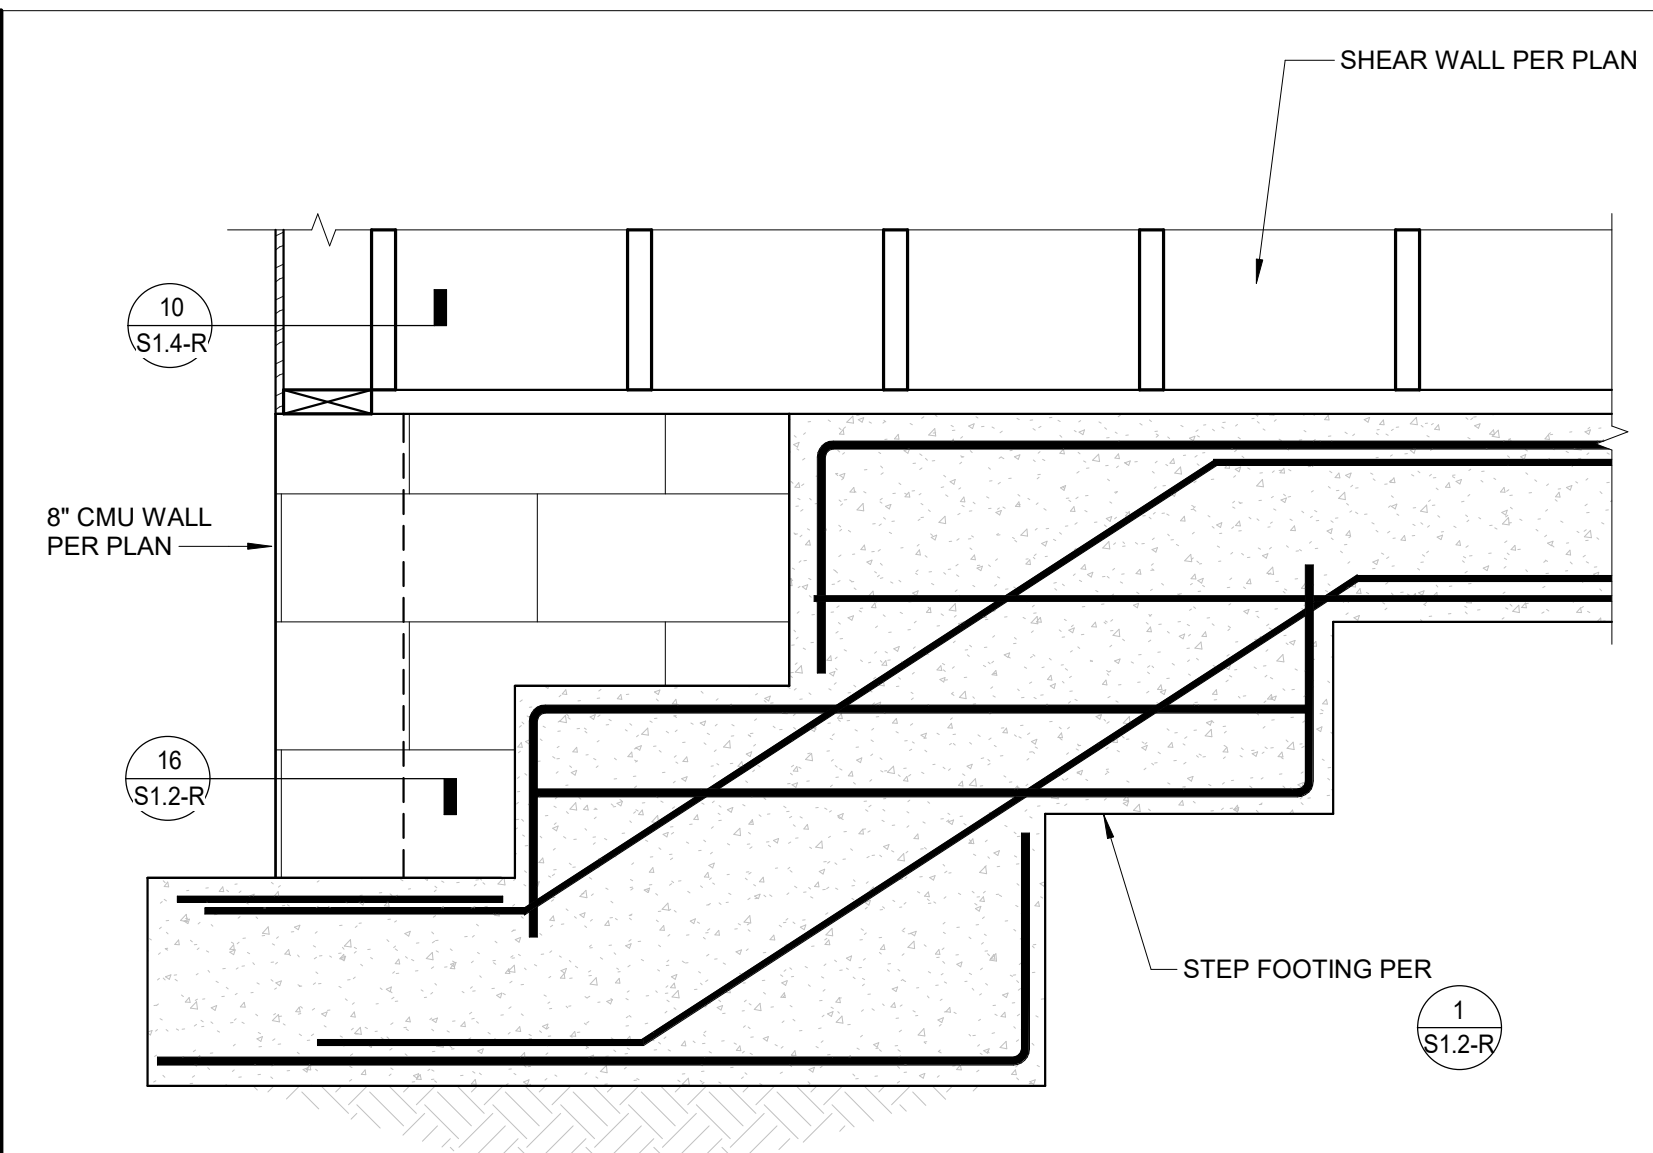 SHEAR WALL PER PLAN
10
S1.4-R
8" CMU WALL
PER PLAN
16
S1.2-R
STEP FOOTING PER
1
S1.2-R